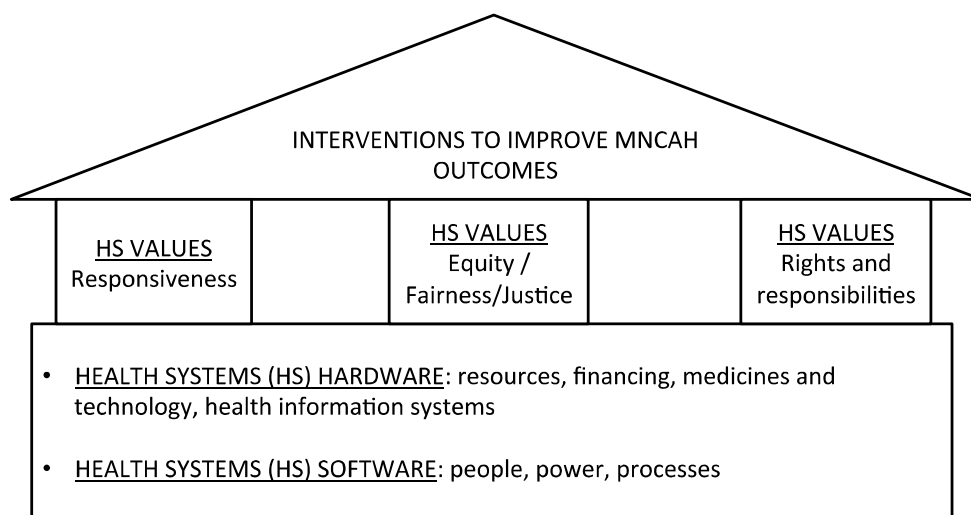 INTERVENTIONS TO IMPROVE MNCAH
OUTCOMES
HS VALUES
Responsiveness
HS VALUES
Equity /
Fairness/Justice
HS VALUES
Rights and
responsibilities
• HEALTH SYSTEMS (HS) HARDWARE: resources, financing, medicines and
technology, health information systems
• HEALTH SYSTEMS (HS) SOFTWARE: people, power, processes